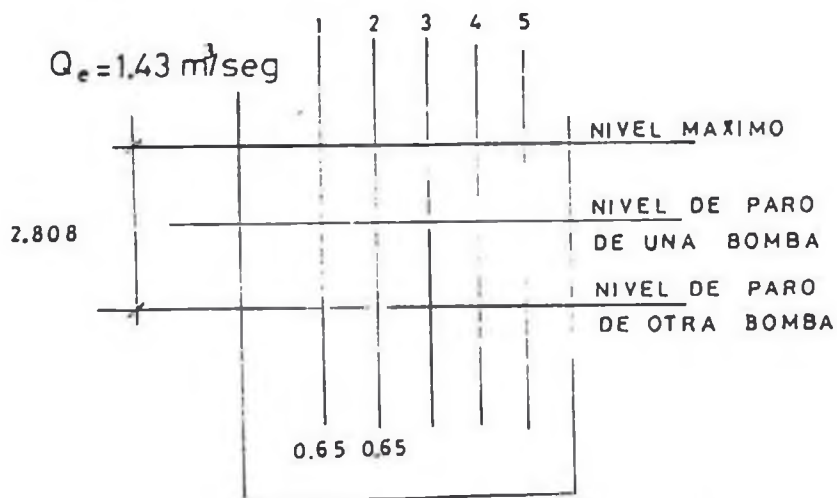 1 2 3 4 5
Qe = 1.43 m³/seg
NIVEL MAXIMO
2.808
NIVEL DE PARO
DE UNA BOMBA
NIVEL DE PARO
DE OTRA BOMBA
0.65 0.65